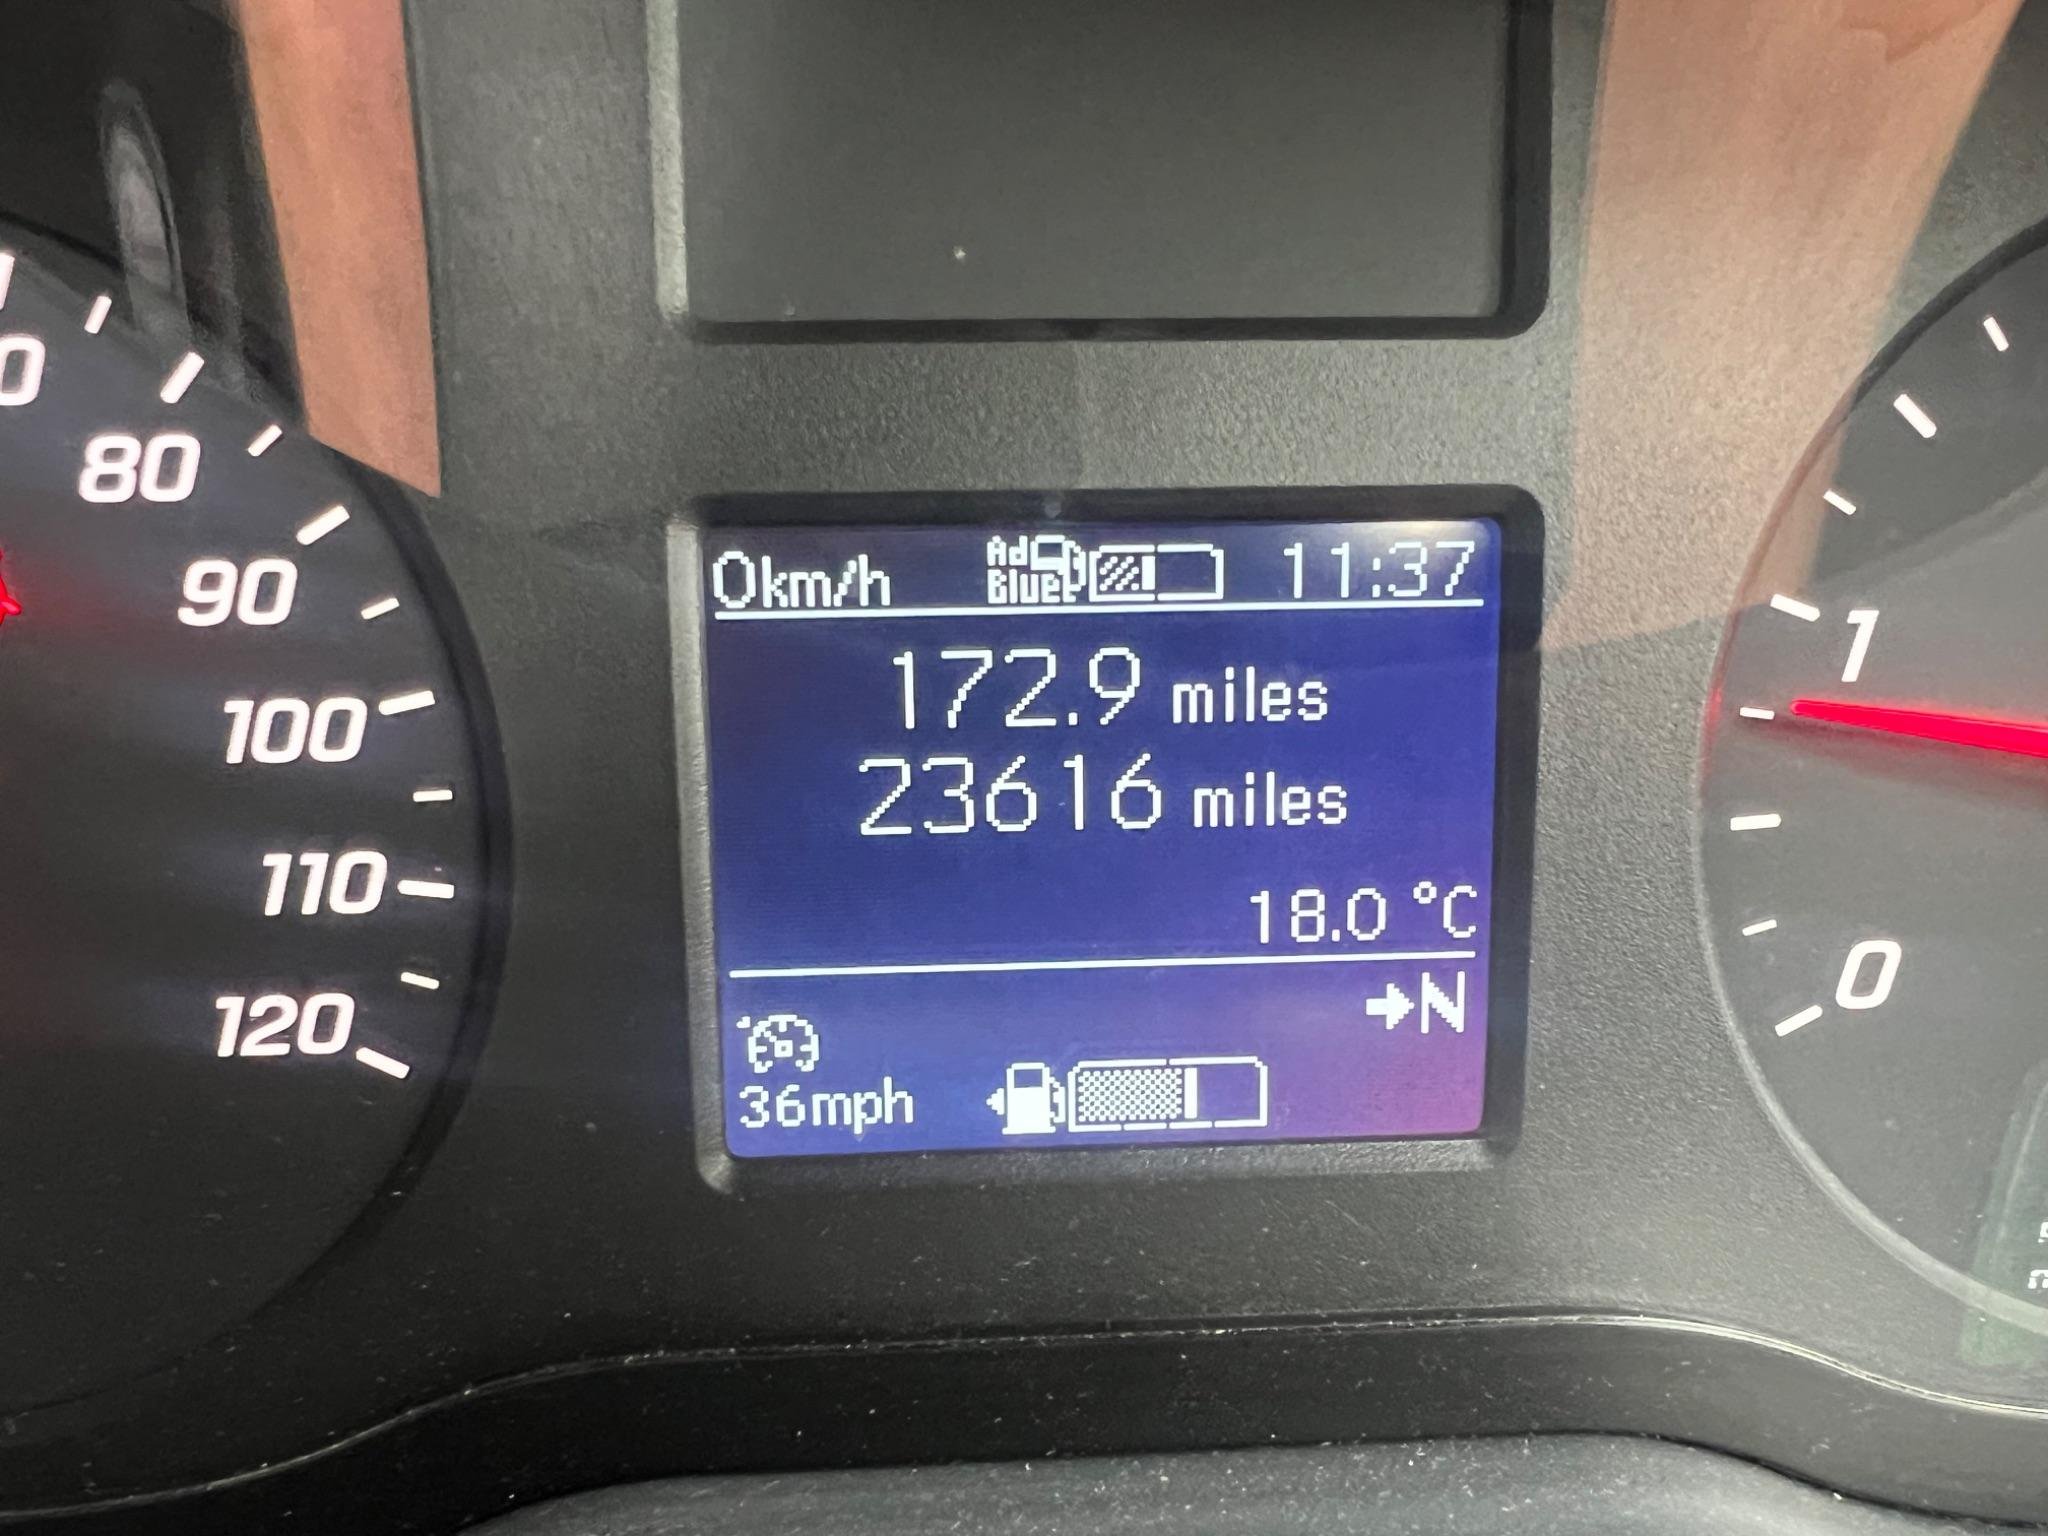 0km/h Ad Blue 11:37
172.9 miles
23616 miles
18.0 °C
N
36mph
80
90
100
110
120
1
0